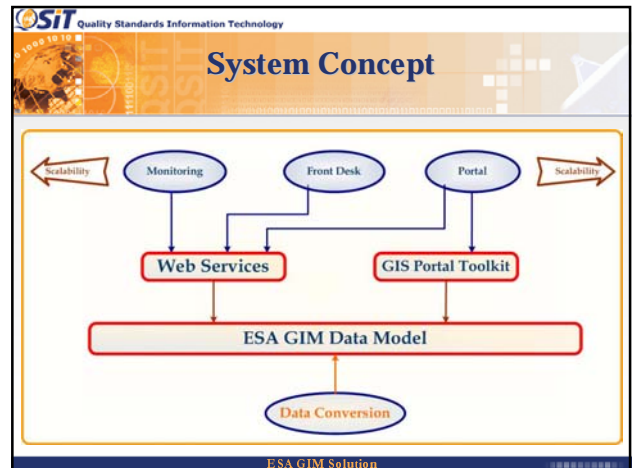 QSiT Quality Standards Information Technology
System Concept
Scalability
Monitoring
Front Desk
Portal
Scalability
Web Services
GIS Portal Toolkit
ESA GIM Data Model
Data Conversion
ESA GIM Solution